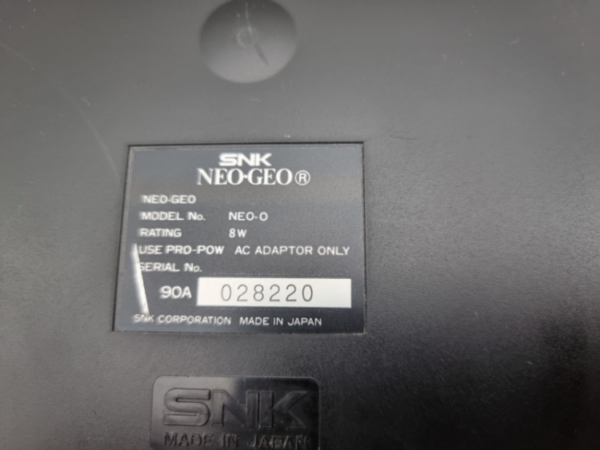 SNK
NEO·GEO®
NEO-GEO
MODEL No. NEO-O
RATING 8W
USE PRO-POW AC ADAPTOR ONLY
SERIAL No.
90A 028220
SNK CORPORATION MADE IN JAPAN
SNK
MADE IN JAPAN